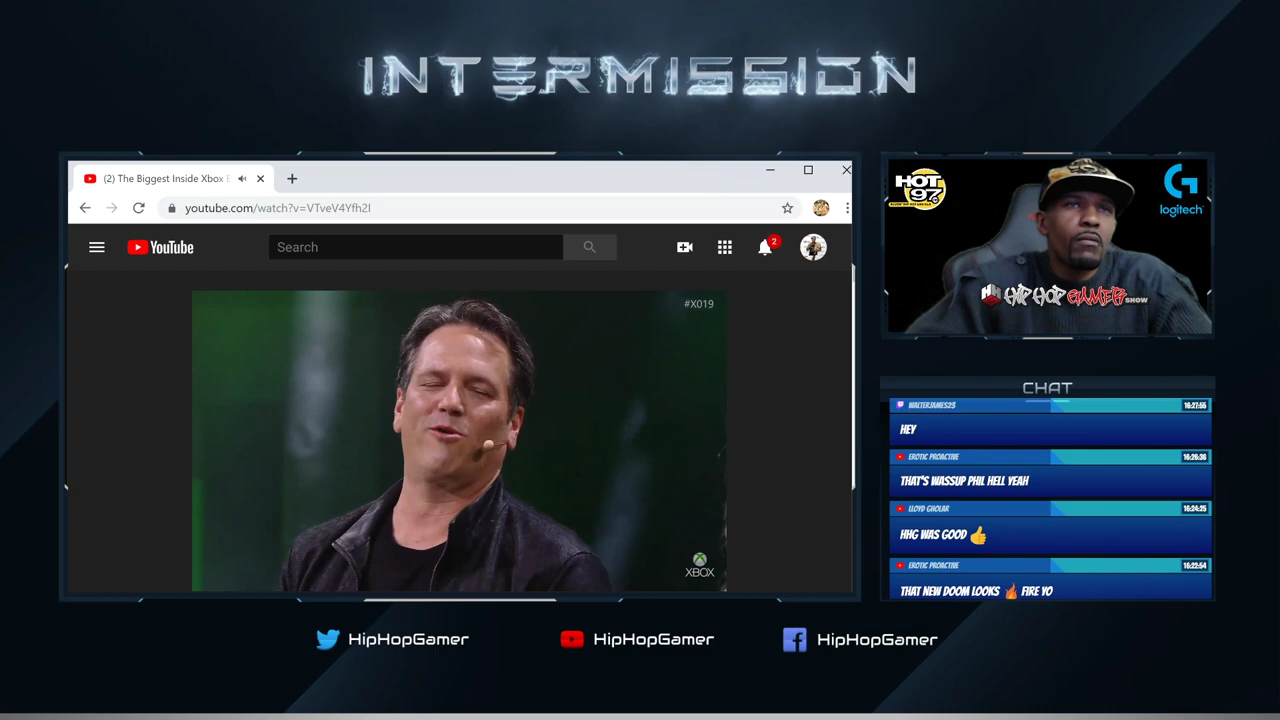 INTERMISSION
(2) The Biggest Inside Xbox E
youtube.com/watch?v=VTveV4Yfh2I
YouTube
Search
2
#X019
XBOX
HOT
97
logitech
HIP HOP GAMER SHOW
CHAT
WALTERJAMES23
16:27:55
HEY
EROTIC PROACTIVE
16:26:36
THAT'S WASSUP PHIL HELL YEAH
LLOYD GHOLAR
16:24:25
HHG WAS GOOD 👍
EROTIC PROACTIVE
16:22:54
THAT NEW DOOM LOOKS 🔥 FIRE YO
HipHopGamer
HipHopGamer
HipHopGamer